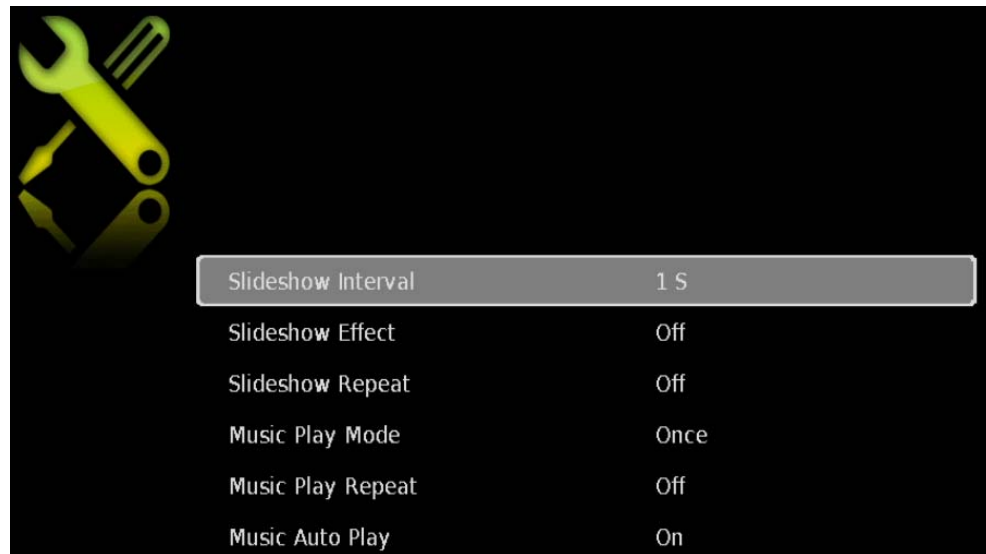 Slideshow Interval 1 S
Slideshow Effect Off
Slideshow Repeat Off
Music Play Mode Once
Music Play Repeat Off
Music Auto Play On